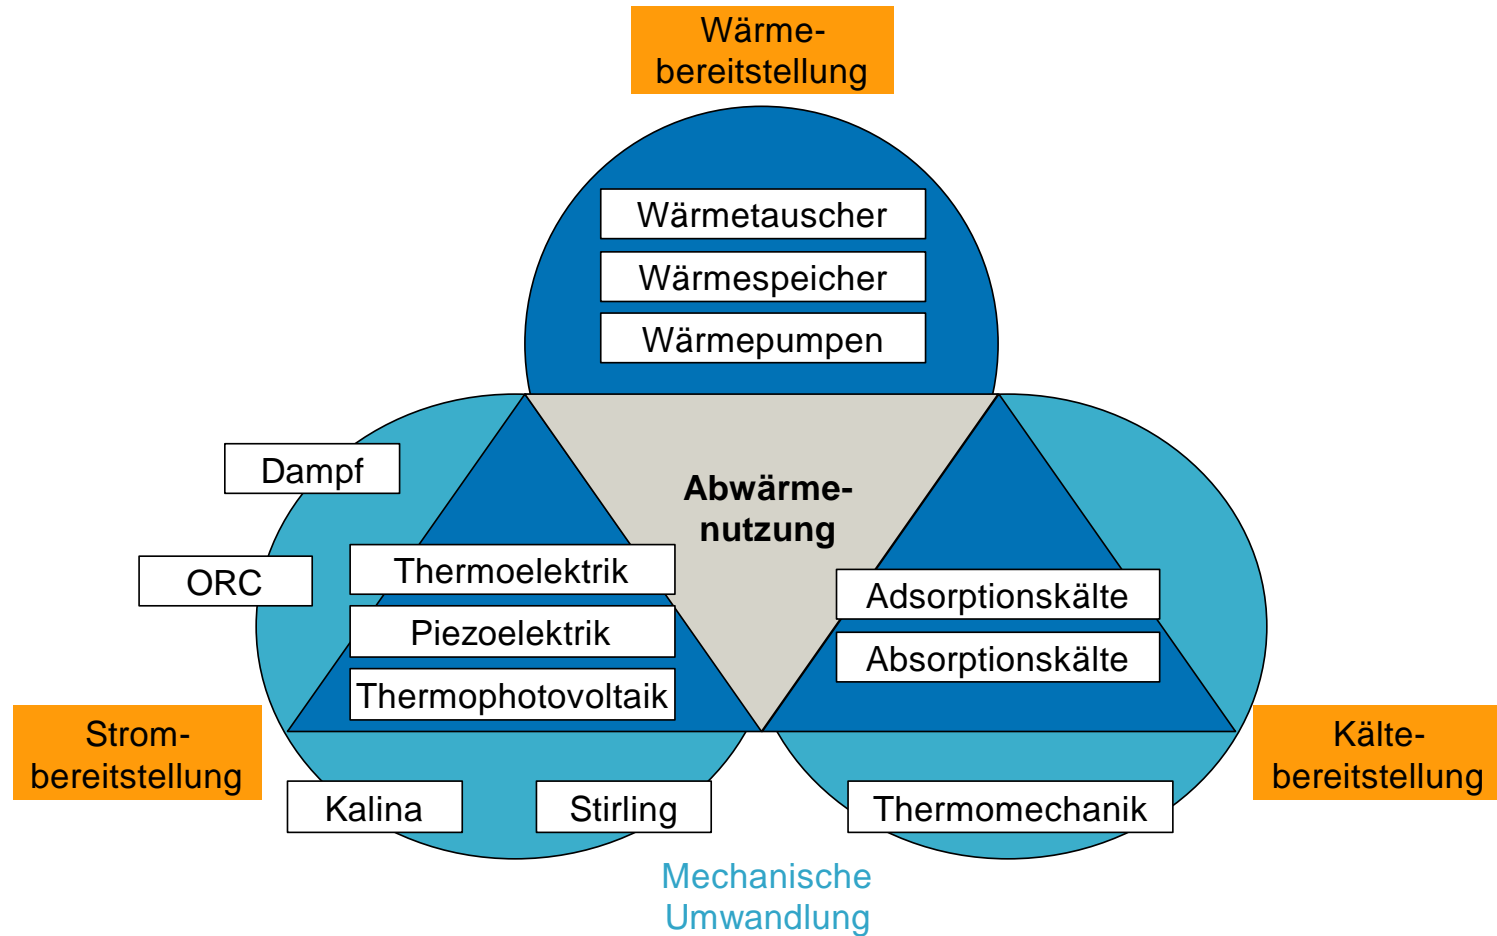 Wärme-
bereitstellung
Wärmetauscher
Wärmespeicher
Wärmepumpen
Dampf
ORC
Abwärme-
nutzung
Thermoelektrik
Piezoelektrik
Thermophotovoltaik
Adsorptionskälte
Absorptionskälte
Strom-
bereitstellung
Kälte-
bereitstellung
Kalina
Stirling
Thermomechanik
Mechanische
Umwandlung